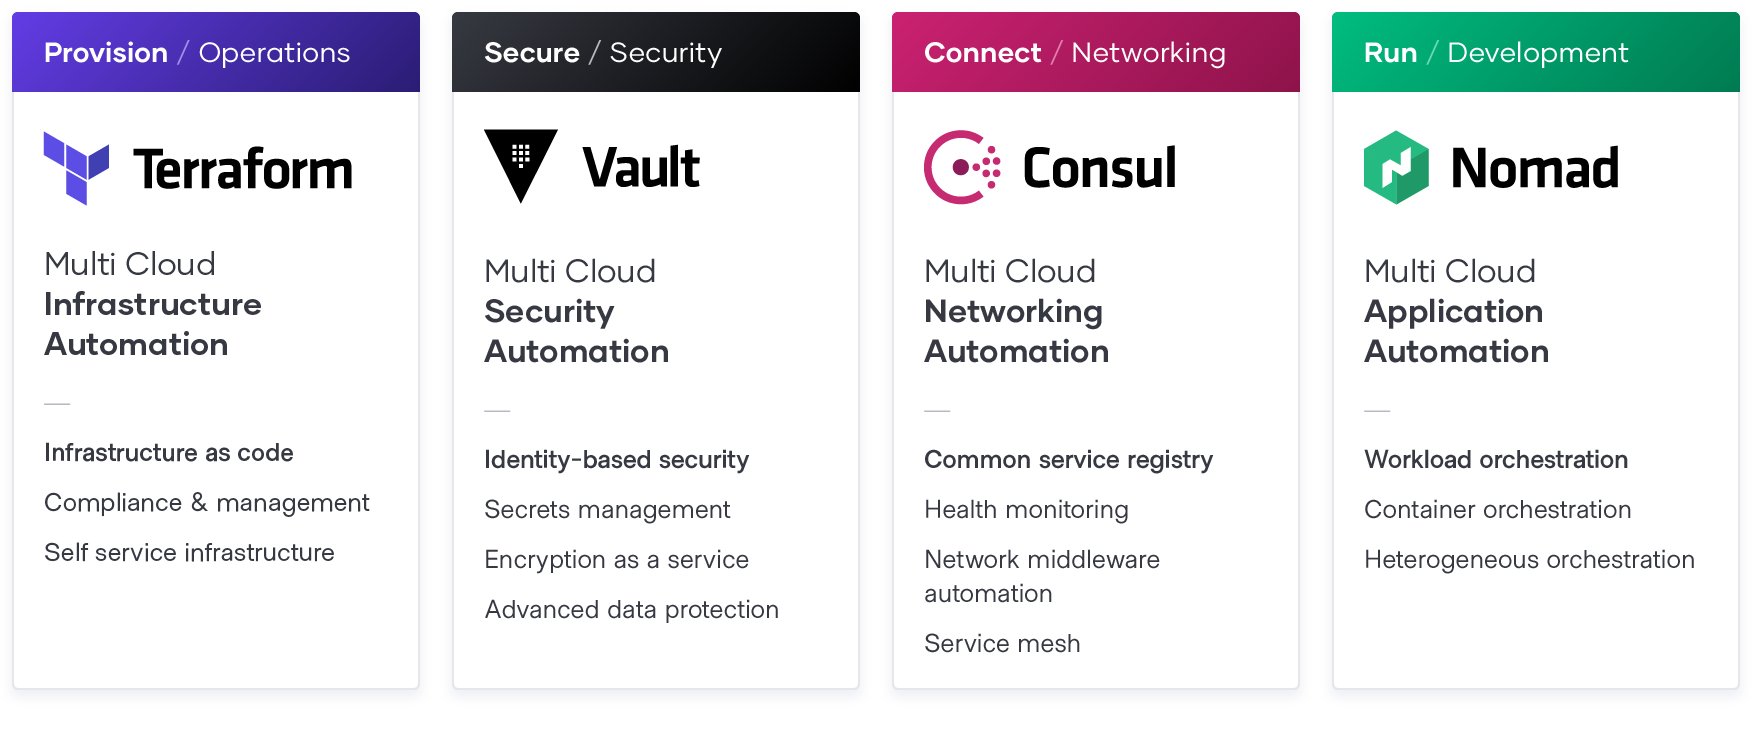 Provision / Operations
Terraform
Multi Cloud
Infrastructure
Automation
Infrastructure as code
Compliance & management
Self service infrastructure
Secure / Security
Vault
Multi Cloud
Security
Automation
Identity-based security
Secrets management
Encryption as a service
Advanced data protection
Connect / Networking
Consul
Multi Cloud
Networking
Automation
Common service registry
Health monitoring
Network middleware
automation
Service mesh
Run / Development
Nomad
Multi Cloud
Application
Automation
Workload orchestration
Container orchestration
Heterogeneous orchestration